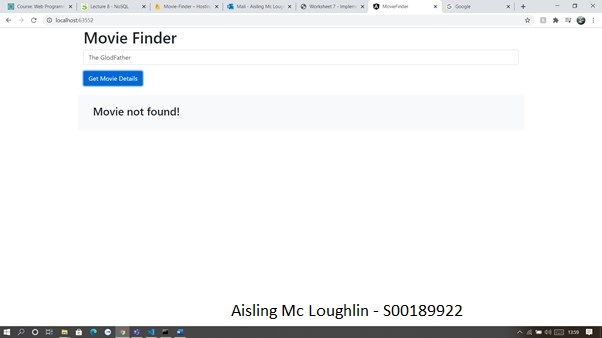 Course: Web Program
Lecture 8 - NoSQL
Movie-Finder – Hostin
Mail - Aisling Mc Lough
Worksheet 7 - Implem
MovieFinder
Google
localhost:63552
Movie Finder
The GlodFather
Get Movie Details
Movie not found!
Aisling Mc Loughlin - S00189922
13:59